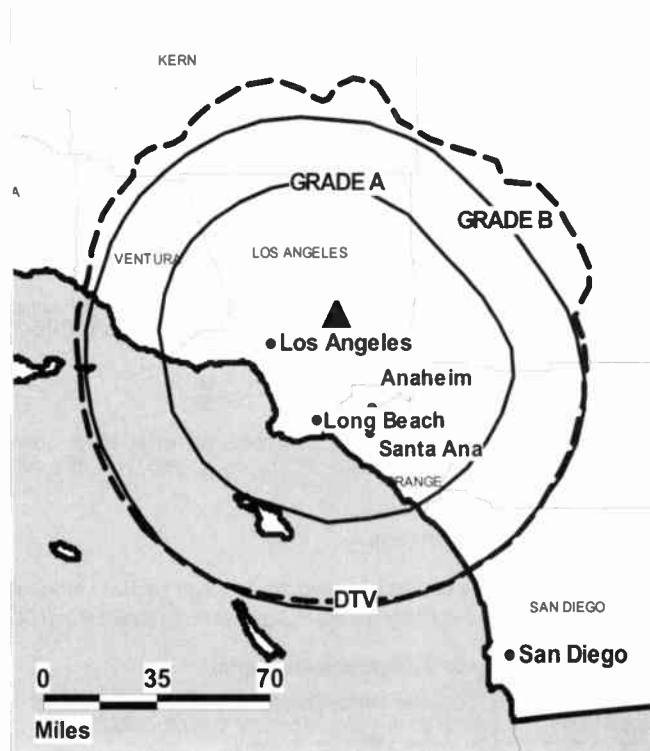 KERN
GRADE A
A
GRADE B
LOS ANGELES
VENTURA
Los Angeles
Anaheim
Long Beach
Santa Ana
ORANGE
DTV
SAN DIEGO
San Diego
0 35 70
Miles